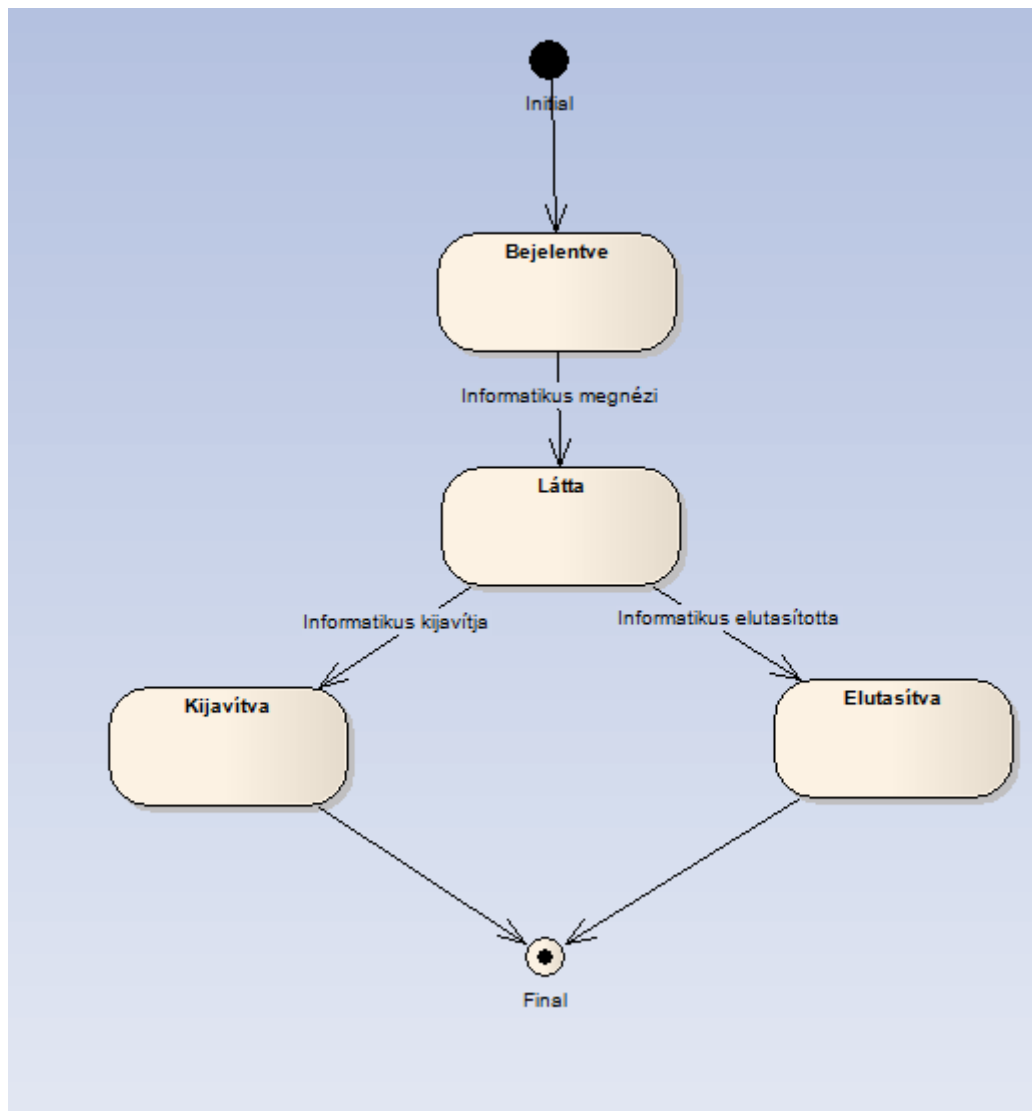 Initial
Bejelentve
Informatikus megnézi
Látta
Informatikus kijavítja
Informatikus elutasította
Kijavítva
Elutasítva
Final